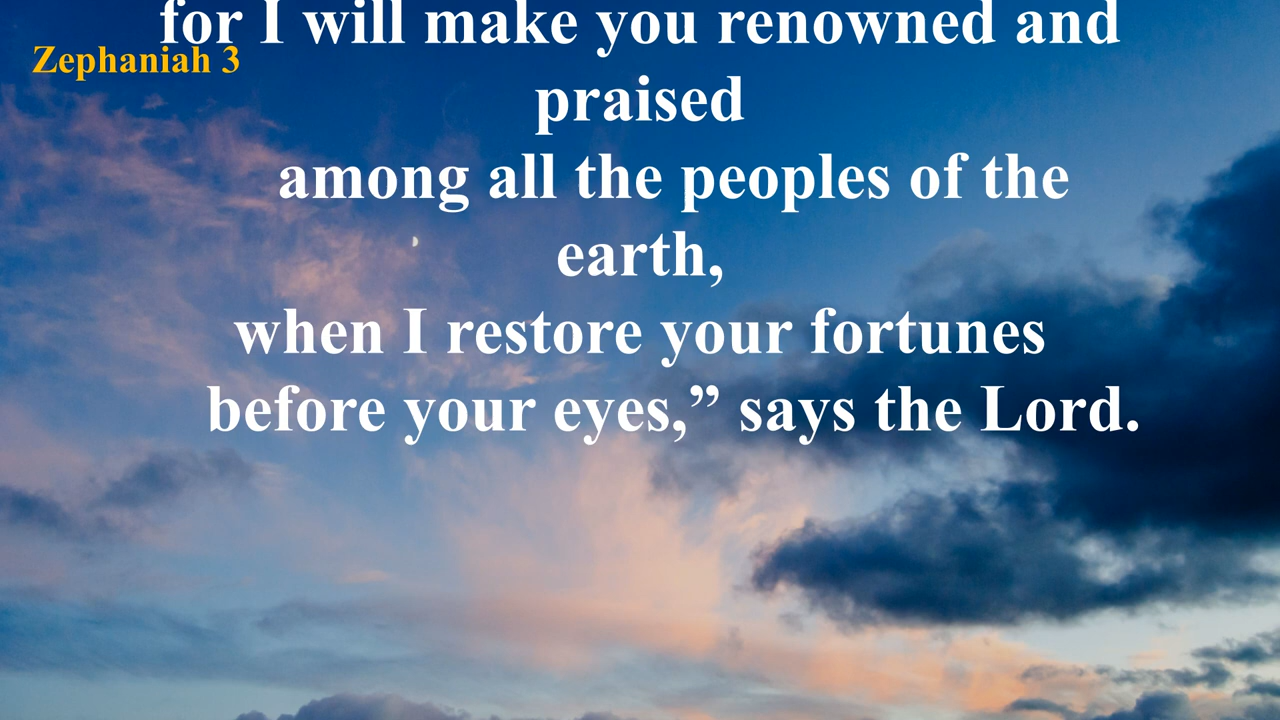 for I will make you renowned and
Zephaniah 3
praised
among all the peoples of the
earth,
when I restore your fortunes
before your eyes,” says the Lord.